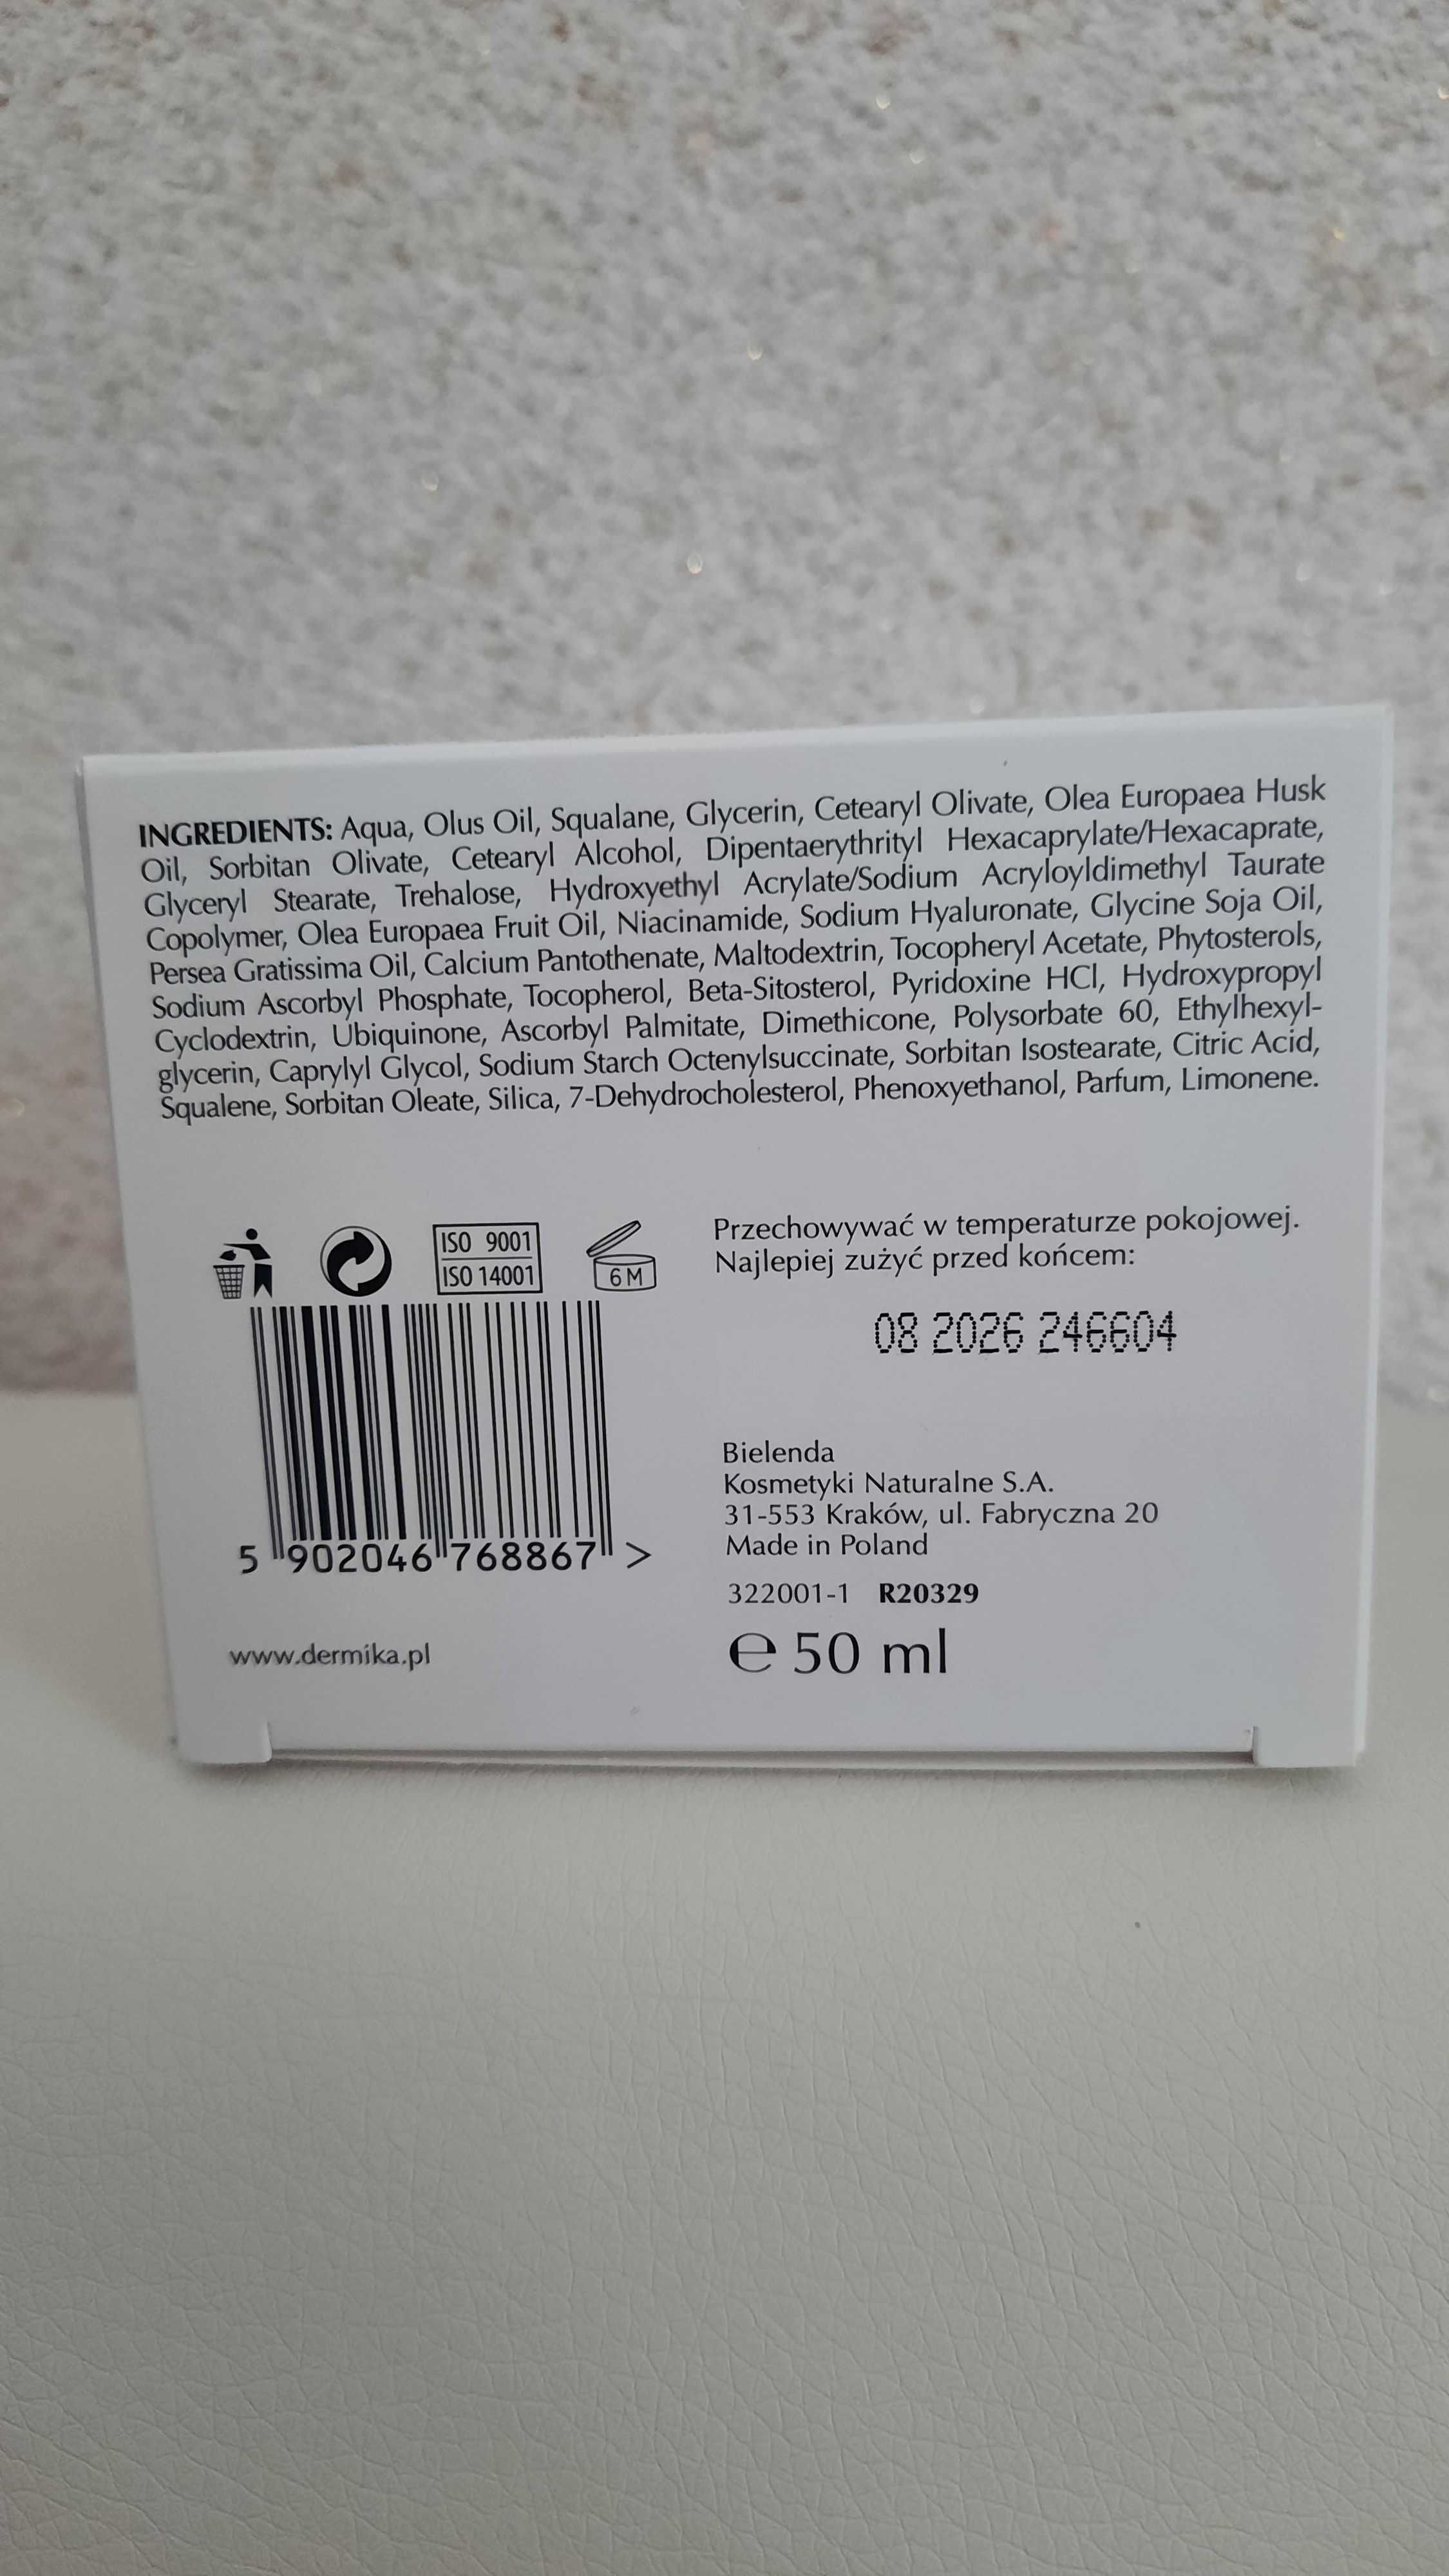 INGREDIENTS: Aqua, Olus Oil, Squalane, Glycerin, Cetearyl Olivate, Olea Europaea Husk
Oil, Sorbitan Olivate, Cetearyl Alcohol, Dipentaerythrityl Hexacaprylate/Hexacaprate,
Glyceryl Stearate, Trehalose, Hydroxyethyl Acrylate/Sodium Acryloyldimethyl Taurate
Copolymer, Olea Europaea Fruit Oil, Niacinamide, Sodium Hyaluronate, Glycine Soja Oil,
Persea Gratissima Oil, Calcium Pantothenate, Maltodextrin, Tocopheryl Acetate, Phytosterols,
Sodium Ascorbyl Phosphate, Tocopherol, Beta-Sitosterol, Pyridoxine HCl, Hydroxypropyl
Cyclodextrin, Ubiquinone, Ascorbyl Palmitate, Dimethicone, Polysorbate 60, Ethylhexyl-
glycerin, Caprylyl Glycol, Sodium Starch Octenylsuccinate, Sorbitan Isostearate, Citric Acid,
Squalene, Sorbitan Oleate, Silica, 7-Dehydrocholesterol, Phenoxyethanol, Parfum, Limonene.
ISO 9001
ISO 14001
6 M
Przechowywać w temperaturze pokojowej.
Najlepiej zużyć przed końcem:
08 2026 246604
5 902046 768867 >
www.dermika.pl
Bielenda
Kosmetyki Naturalne S.A.
31-553 Kraków, ul. Fabryczna 20
Made in Poland
322001-1 R20329
℮ 50 ml